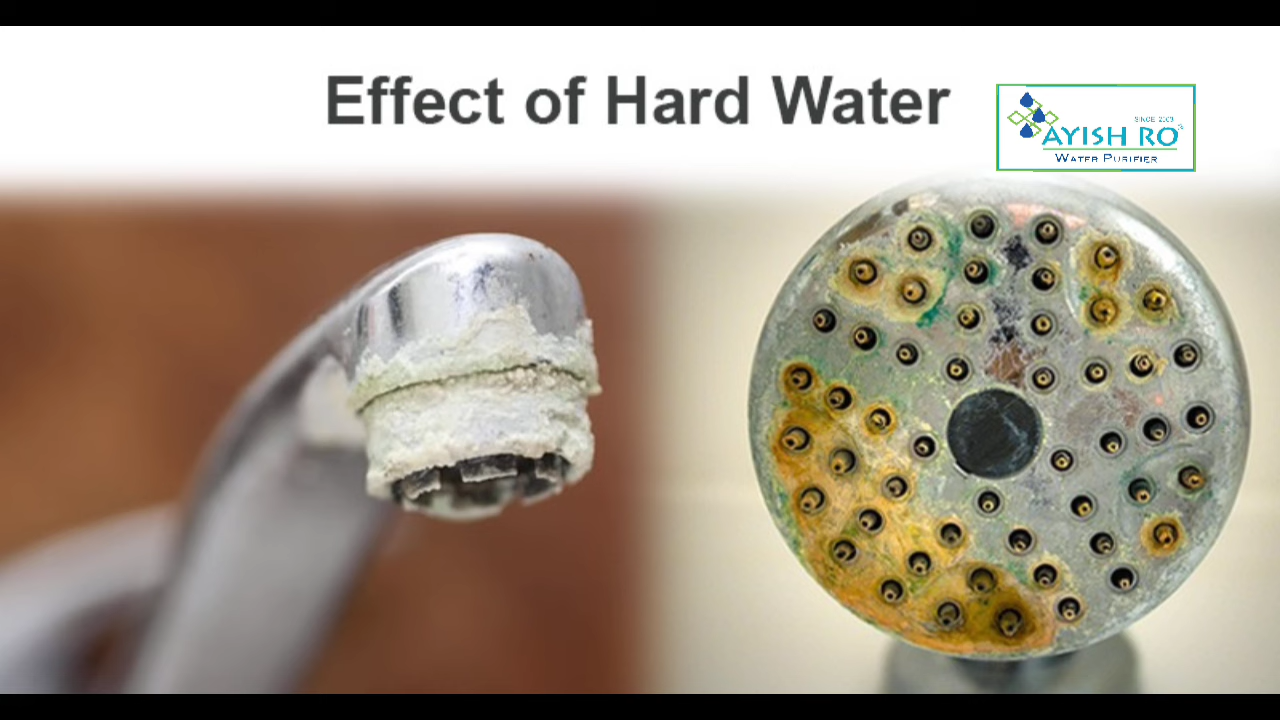 Effect of Hard Water
SINCE 2003
AYISH RO
WATER PURIFIER